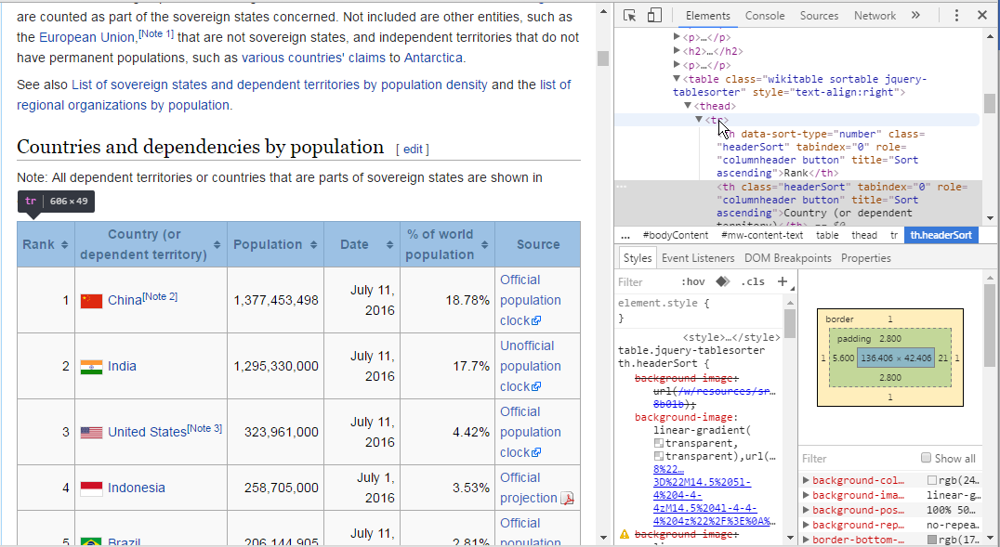 are counted as part of the sovereign states concerned. Not included are other entities, such as
the European Union,[Note 1] that are not sovereign states, and independent territories that do not
have permanent populations, such as various countries' claims to Antarctica.
See also List of sovereign states and dependent territories by population density and the list of
regional organizations by population.
Countries and dependencies by population [ edit ]
Note: All dependent territories or countries that are parts of sovereign states are shown in
tr 606 × 49
Rank Country (or dependent territory) Population Date % of world population Source
1 China[Note 2] 1,377,453,498 July 11, 2016 18.78% Official population clock
2 India 1,295,330,000 July 11, 2016 17.7% Unofficial population clock
3 United States[Note 3] 323,961,000 July 11, 2016 4.42% Official population clock
4 Indonesia 258,705,000 July 1, 2016 3.53% Official projection
5 Brazil 206,144,905 July 11, 2.81% Official population
Elements Console Sources Network »
<p>…</p>
<h2>…</h2>
<p>…</p>
<table class="wikitable sortable jquery-
tablesorter" style="text-align:right">
<thead>
<tr>
data-sort-type="number" class=
"headerSort" tabindex="0" role=
"columnheader button" title="Sort
ascending">Rank</th>
<th class="headerSort" tabindex="0" role=
"columnheader button" title="Sort
ascending">Country (or dependent
territory)</th> == $0
... #bodyContent #mw-content-text table thead tr th.headerSort
Styles Event Listeners DOM Breakpoints Properties
Filter :hov .cls +
element.style {
}
<style>…</style>
table.jquery-tablesorter
th.headerSort {
background-image:
url(/w/resources/sr…
8b01b);
background-image:
linear-gradient(
transparent,
transparent),url(…
8%22…
3D%22M14.5%205l-
4%204-4-
4zM14.5%204l-4-4-
4%204z%22%2F%3E%0A%…
background-image:
border 1
padding 2.800
1 5.600 136.406 × 42.406 21 1
2.800
1
Filter Show all
background-col… rgb(24…
background-ima… linear-g…
background-pos… 100% 50…
background-rep… no-repea…
border-bottom-… rgb(17…